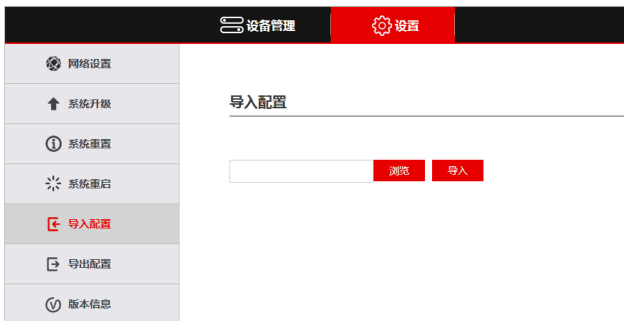 设备管理 设置
网络设置
系统升级
系统重置
系统重启
导入配置
导出配置
版本信息
导入配置
浏览 导入